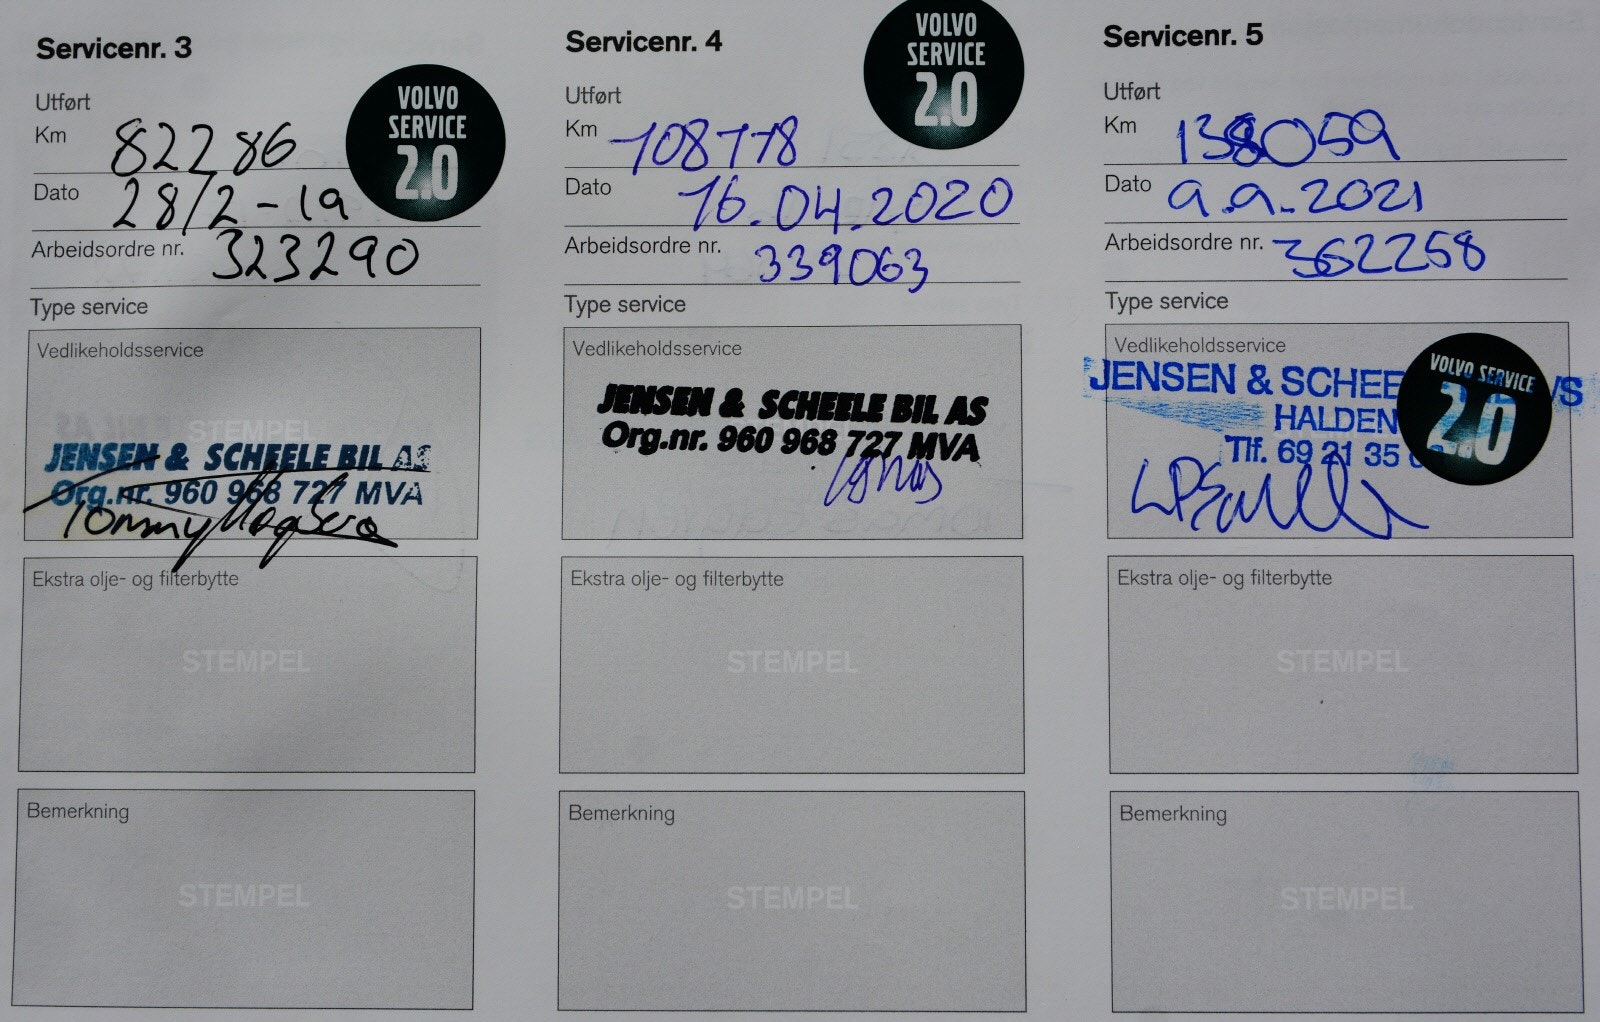 Servicenr. 3
VOLVO
SERVICE
2.0
Utført
Km 82286
Dato 28/2-19
Arbeidsordre nr. 323290
Type service
Vedlikeholdsservice
STEMPEL
JENSEN & SCHEELE BIL AS
Org.nr. 960 968 727 MVA
Tommy
Ekstra olje- og filterbytte
STEMPEL
Bemerkning
STEMPEL
Servicenr. 4
VOLVO
SERVICE
2.0
Utført
Km 108778
Dato 16.04.2020
Arbeidsordre nr. 339063
Type service
Vedlikeholdsservice
JENSEN & SCHEELE BIL AS
Org.nr. 960 968 727 MVA
Ekstra olje- og filterbytte
STEMPEL
Bemerkning
STEMPEL
Servicenr. 5
Utført
Km 138059
Dato 9.9.2021
Arbeidsordre nr. 362258
Type service
Vedlikeholdsservice
JENSEN & SCHEE /S
HALDEN
Tlf. 69 21 35
VOLVO SERVICE
2.0
Ekstra olje- og filterbytte
STEMPEL
Bemerkning
STEMPEL